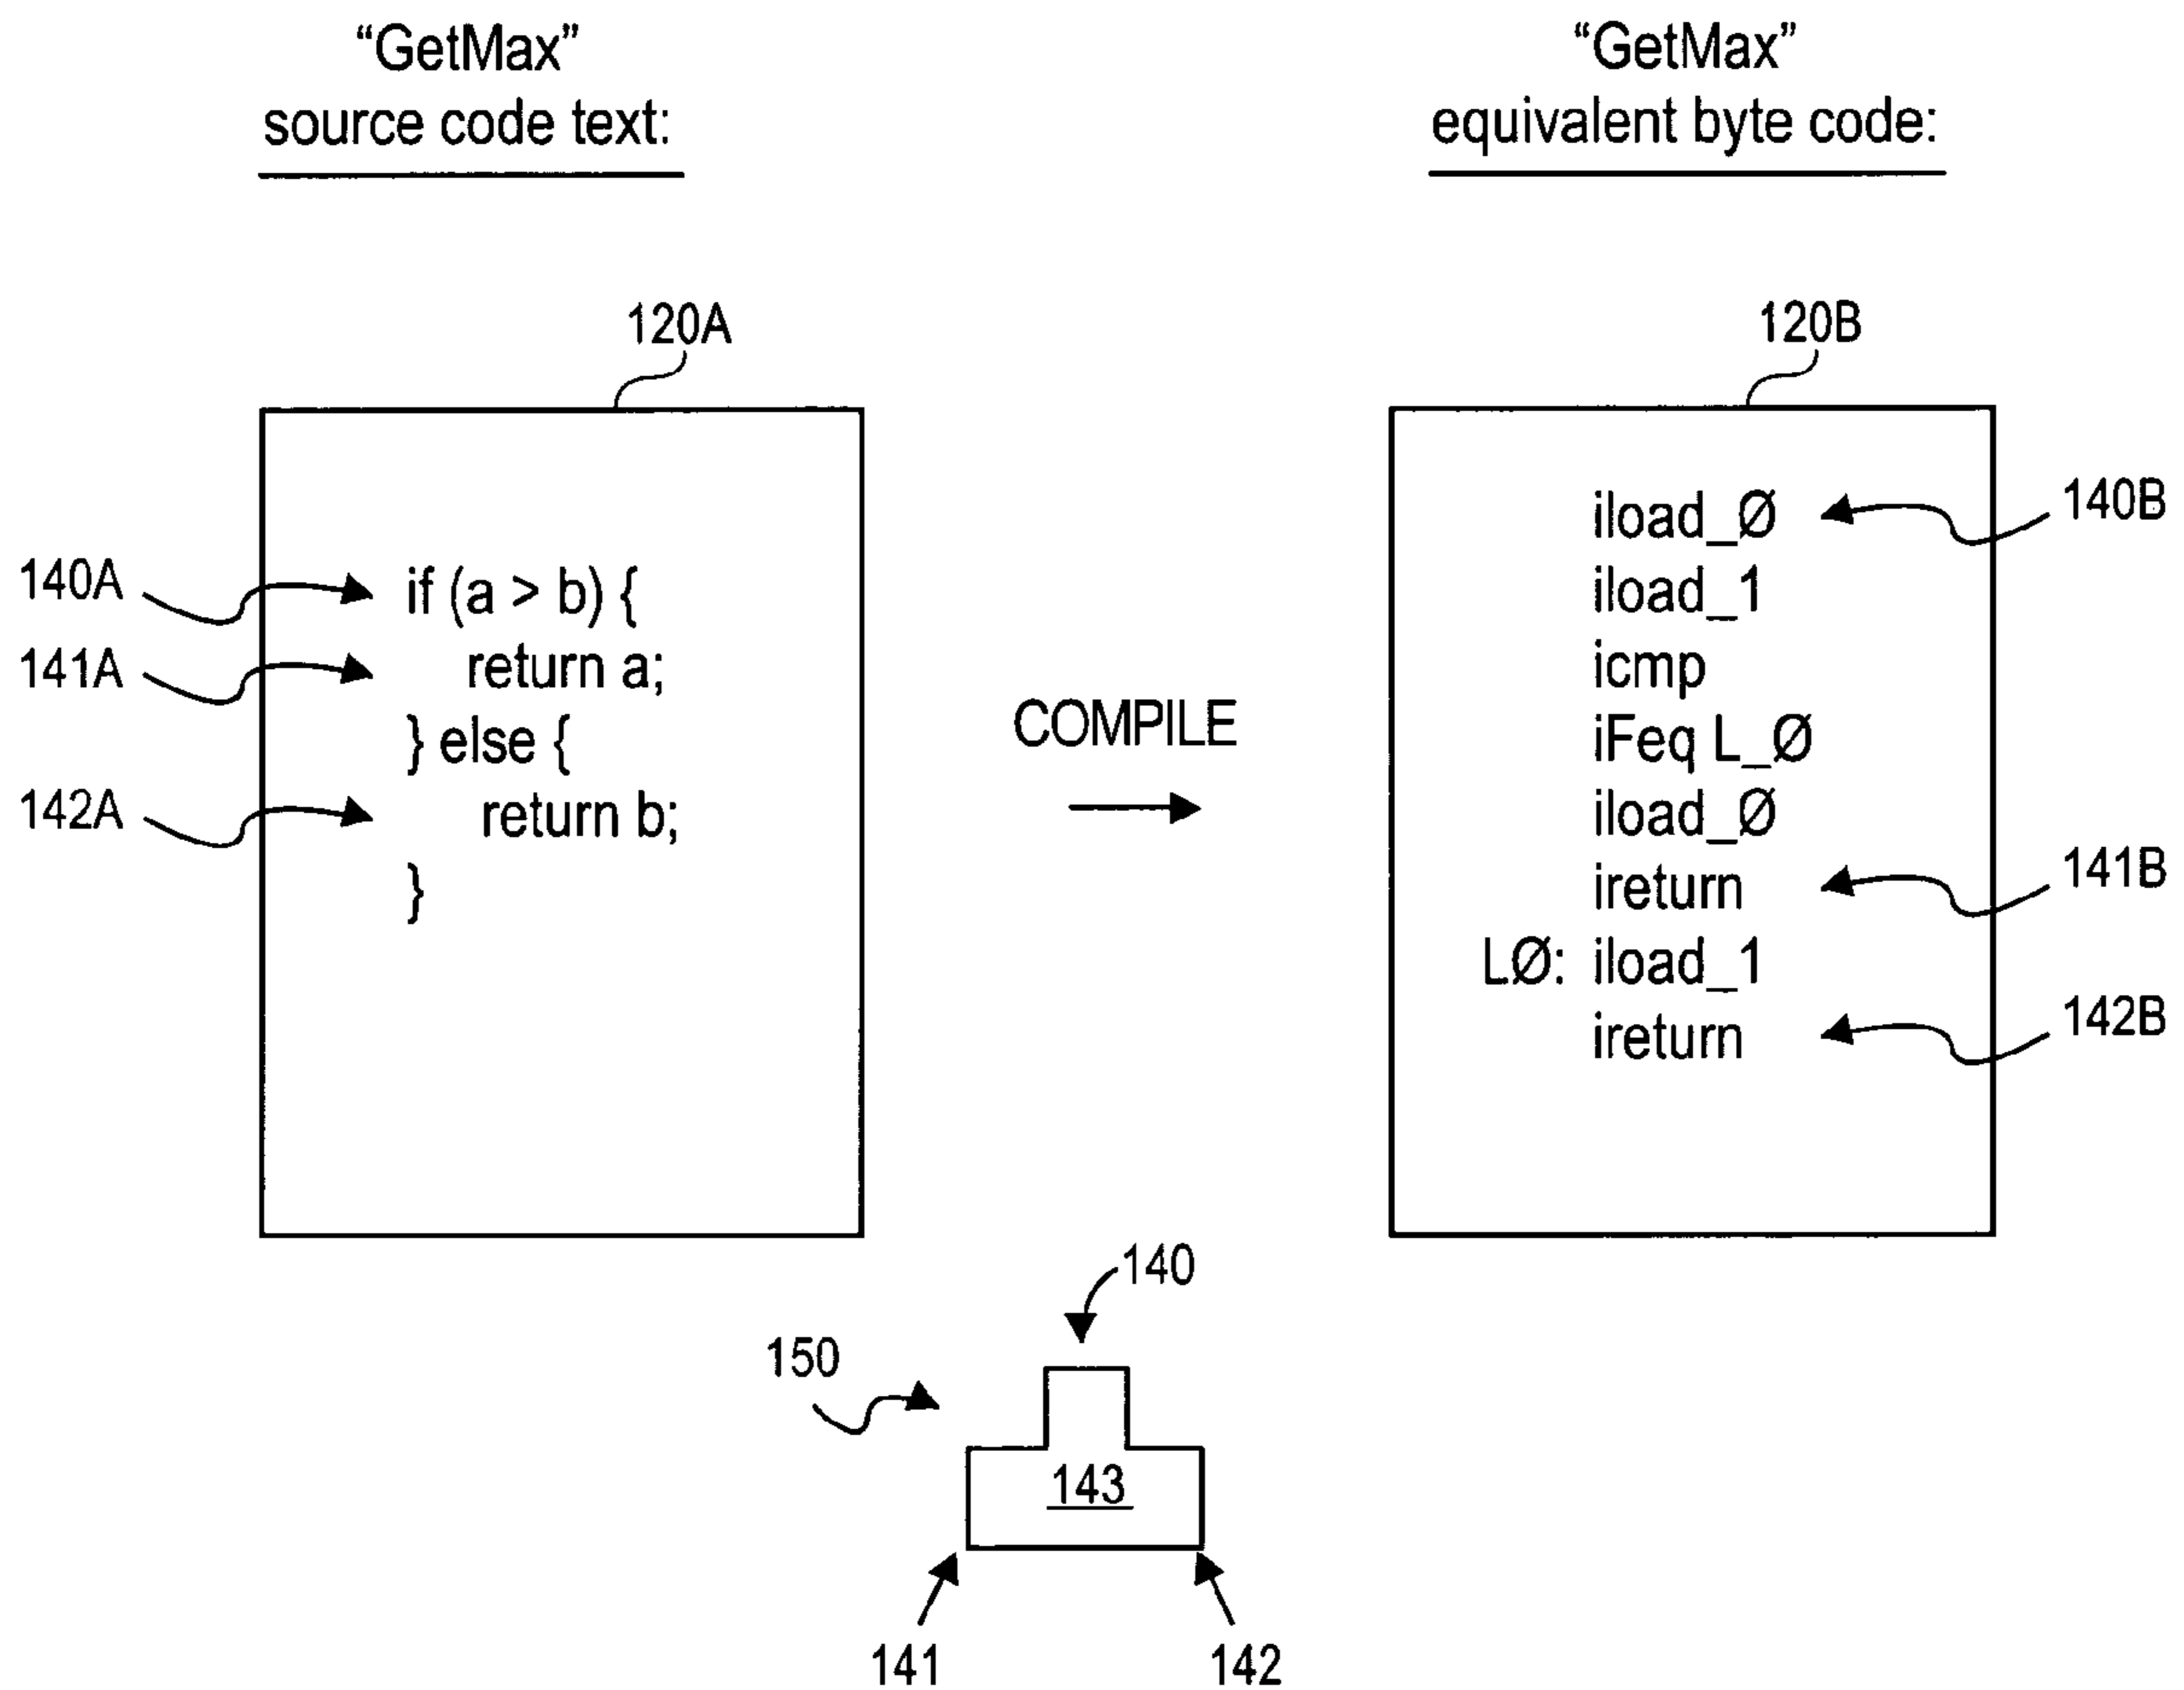 “GetMax”
source code text:
“GetMax”
equivalent byte code:
120A
120B
140A
if (a > b) {
141A
return a;
} else {
142A
return b;
}
COMPILE
iload_Ø
140B
iload_1
icmp
iFeq L_Ø
iload_Ø
ireturn
141B
LØ: iload_1
ireturn
142B
140
150
143
141
142